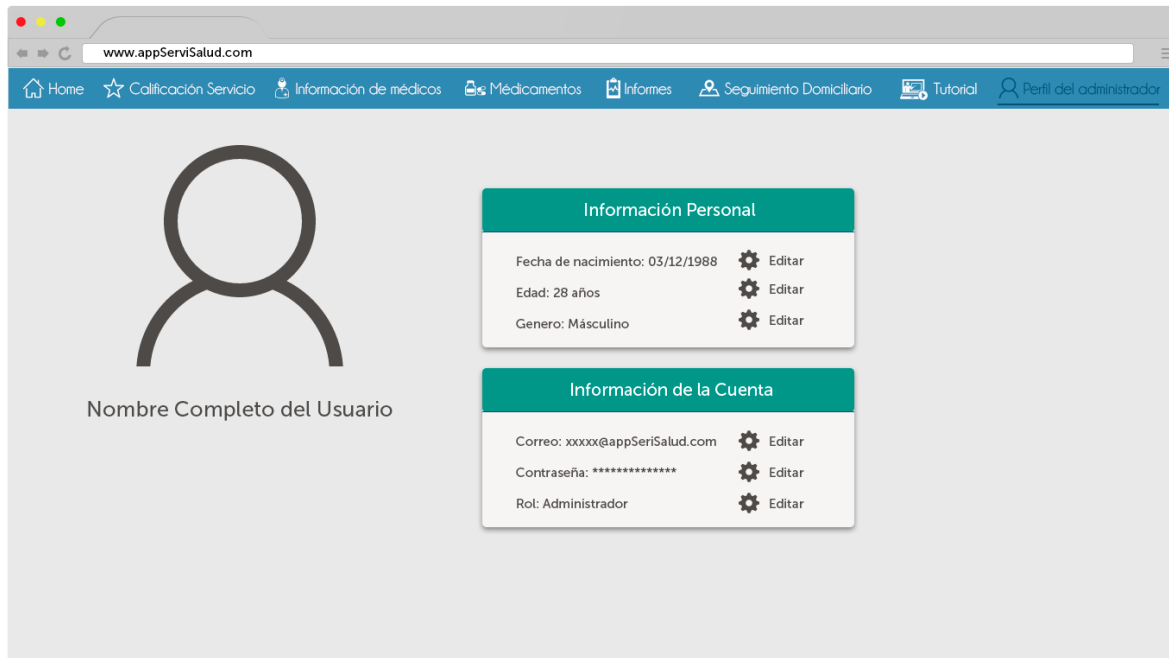 www.appServiSalud.com
Home Calificación Servicio Información de médicos Médicamentos Informes Seguimiento Domiciliario Tutorial Perfil del administrador
Nombre Completo del Usuario
Información Personal
Fecha de nacimiento: 03/12/1988 Editar
Edad: 28 años Editar
Genero: Másculino Editar
Información de la Cuenta
Correo: xxxxx@appSeriSalud.com Editar
Contraseña: ************** Editar
Rol: Administrador Editar